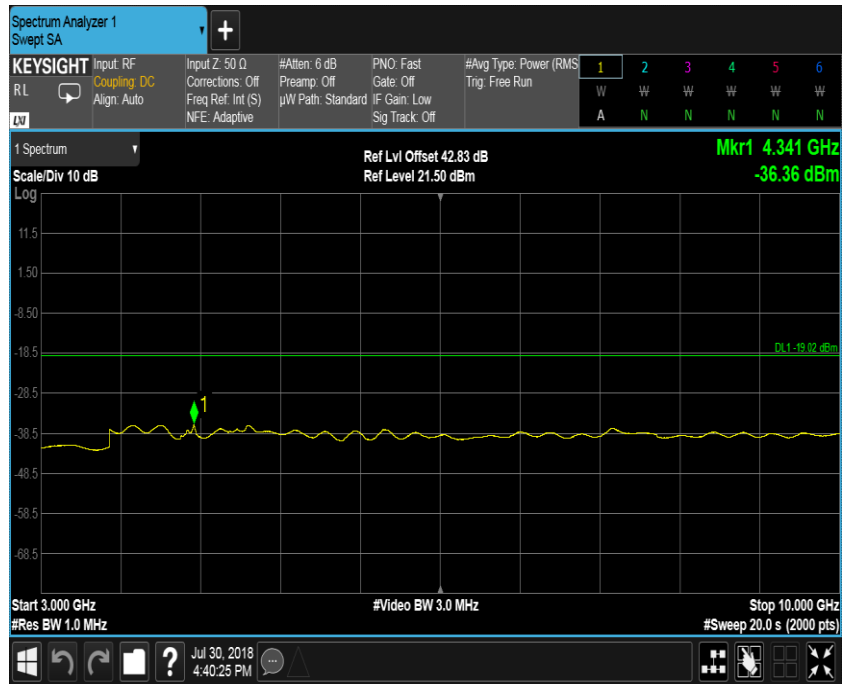 Spectrum Analyzer 1
Swept SA
+
KEYSIGHT
RL
LXI
Input: RF
Coupling: DC
Align: Auto
Input Z: 50 Ω
Corrections: Off
Freq Ref: Int (S)
NFE: Adaptive
#Atten: 6 dB
Preamp: Off
µW Path: Standard
PNO: Fast
Gate: Off
IF Gain: Low
Sig Track: Off
#Avg Type: Power (RMS
Trig: Free Run
1 2 3 4 5 6
W W W W W W
A N N N N N
1 Spectrum
Scale/Div 10 dB
Ref Lvl Offset 42.83 dB
Ref Level 21.50 dBm
Mkr1 4.341 GHz
-36.36 dBm
Log
11.5
1.50
-8.50
-18.5
DL1 -19.02 dBm
-28.5
1
-38.5
-48.5
-58.5
-68.5
Start 3.000 GHz
#Res BW 1.0 MHz
#Video BW 3.0 MHz
Stop 10.000 GHz
#Sweep 20.0 s (2000 pts)
?
Jul 30, 2018
4:40:25 PM